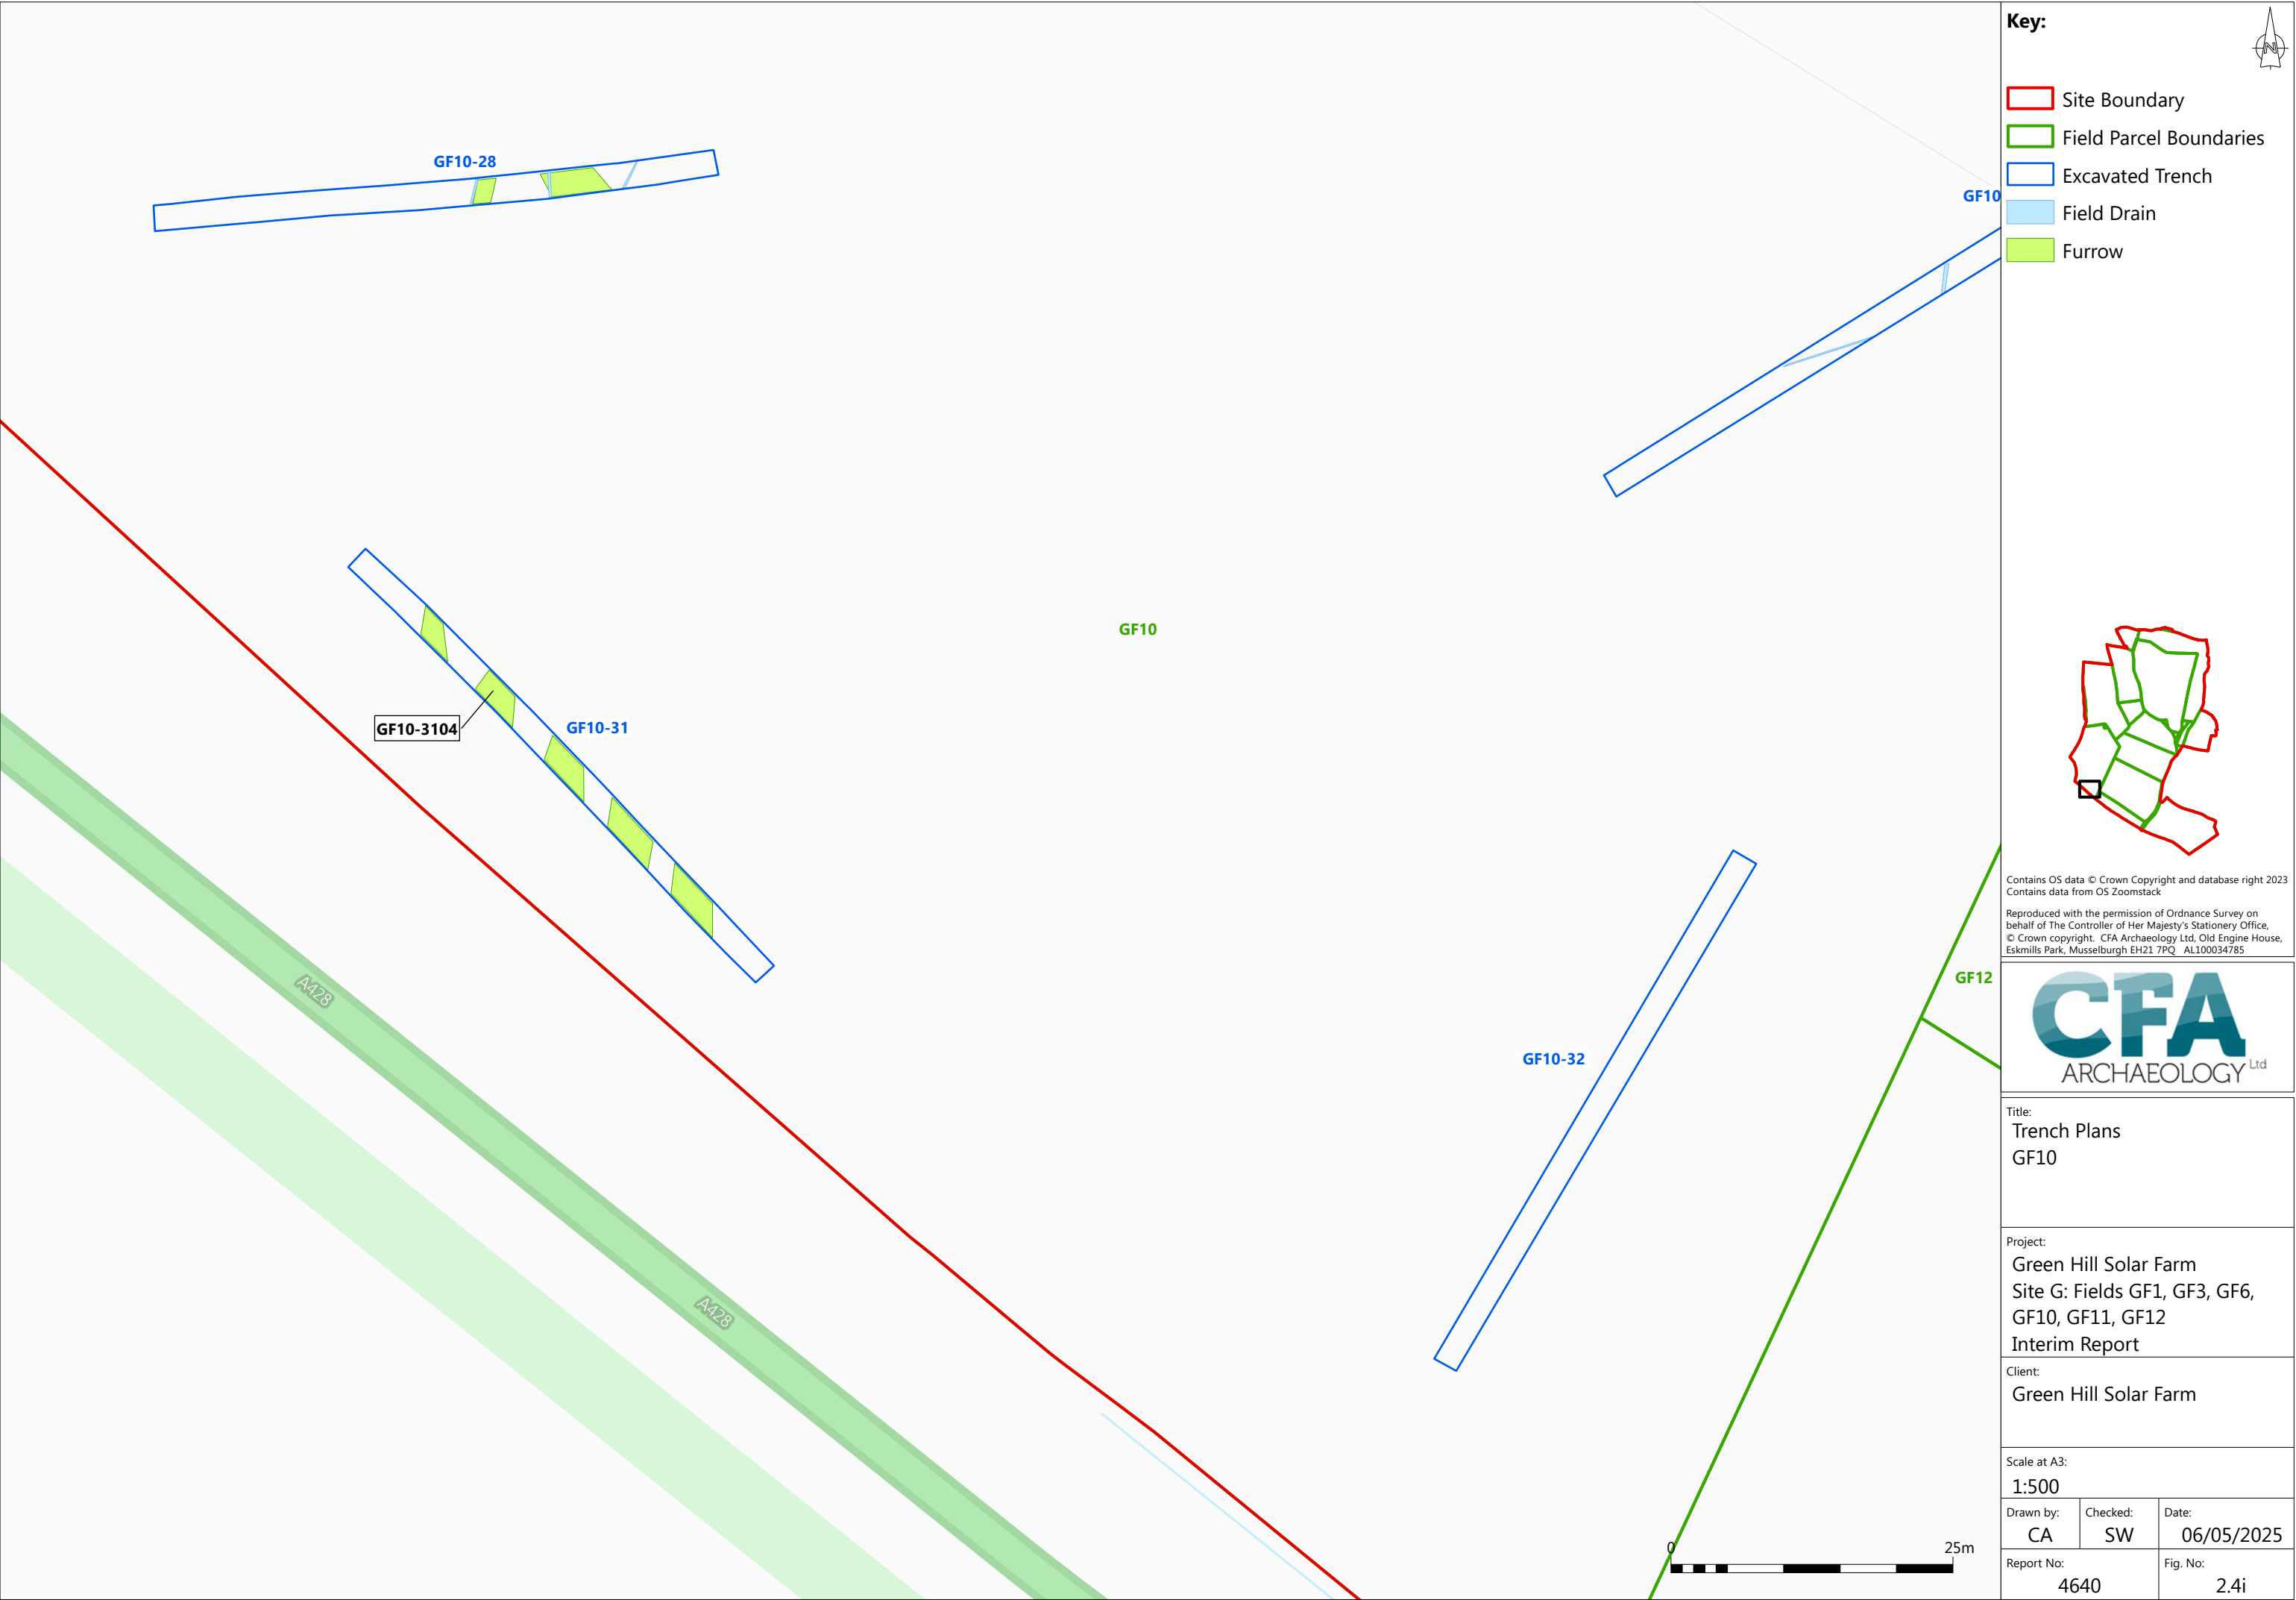 GF10-28
GF10
GF10-3104
GF10-31
GF10
GF12
GF10-32
A428
A428
0
25m
Key:
N
Site Boundary
Field Parcel Boundaries
Excavated Trench
Field Drain
Furrow
Contains OS data © Crown Copyright and database right 2023
Contains data from OS Zoomstack
Reproduced with the permission of Ordnance Survey on
behalf of The Controller of Her Majesty's Stationery Office,
© Crown copyright. CFA Archaeology Ltd, Old Engine House,
Eskmills Park, Musselburgh EH21 7PQ AL100034785
CFA
ARCHAEOLOGY Ltd
Title:
Trench Plans
GF10
Project:
Green Hill Solar Farm
Site G: Fields GF1, GF3, GF6,
GF10, GF11, GF12
Interim Report
Client:
Green Hill Solar Farm
Scale at A3:
1:500
Drawn by:
CA
Checked:
SW
Date:
06/05/2025
Report No:
4640
Fig. No:
2.4i